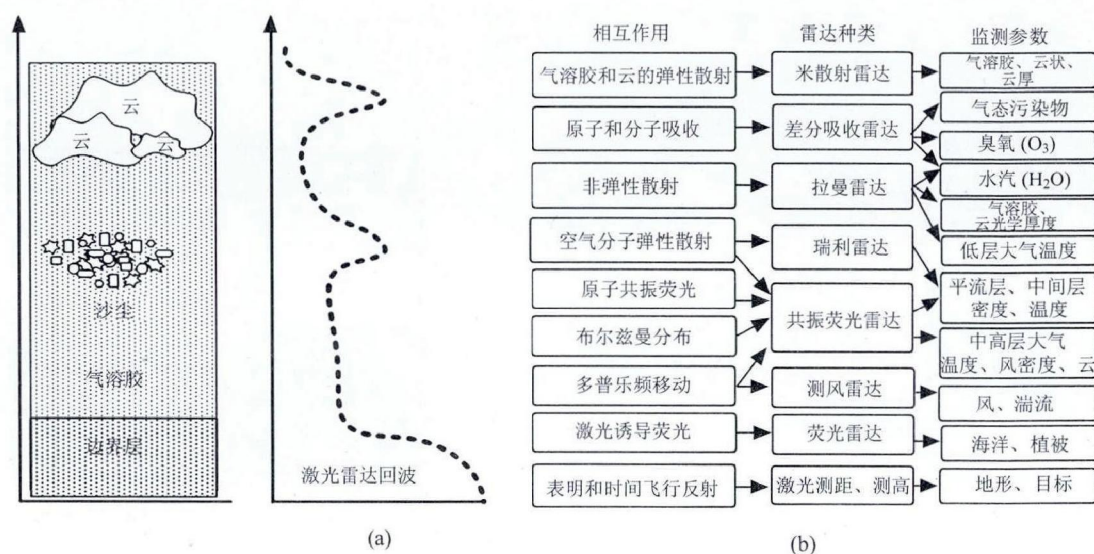 云
云
云
沙尘
气溶胶
边界层
激光雷达回波
(a)
相互作用
雷达种类
监测参数
气溶胶和云的弹性散射
米散射雷达
气溶胶、云状、
云厚
原子和分子吸收
差分吸收雷达
气态污染物
臭氧 (O₃)
非弹性散射
拉曼雷达
水汽 (H₂O)
气溶胶、
云光学厚度
空气分子弹性散射
瑞利雷达
低层大气温度
原子共振荧光
共振荧光雷达
平流层、中间层
密度、温度
布尔兹曼分布
中高层大气
温度、风密度、云
多普乐频移动
测风雷达
风、湍流
激光诱导荧光
荧光雷达
海洋、植被
表明和时间飞行反射
激光测距、测高
地形、目标
(b)